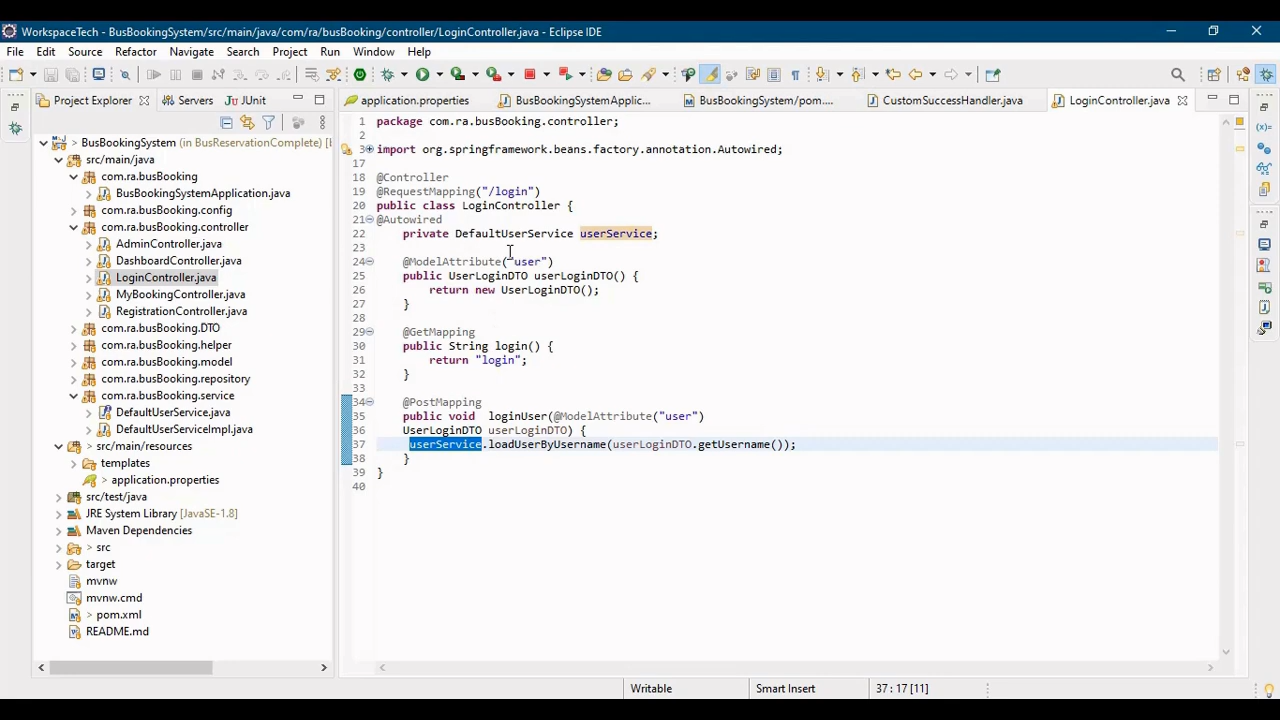 WorkspaceTech - BusBookingSystem/src/main/java/com/ra/busBooking/controller/LoginController.java - Eclipse IDE
File Edit Source Refactor Navigate Search Project Run Window Help
Project Explorer Servers JUnit
application.properties BusBookingSystemApplic... BusBookingSystem/pom.... CustomSuccessHandler.java LoginController.java
BusBookingSystem (in BusReservationComplete) [b
src/main/java
com.ra.busBooking
BusBookingSystemApplication.java
com.ra.busBooking.config
com.ra.busBooking.controller
AdminController.java
DashboardController.java
LoginController.java
MyBookingController.java
RegistrationController.java
com.ra.busBooking.DTO
com.ra.busBooking.helper
com.ra.busBooking.model
com.ra.busBooking.repository
com.ra.busBooking.service
DefaultUserService.java
DefaultUserServiceImpl.java
src/main/resources
templates
application.properties
src/test/java
JRE System Library [JavaSE-1.8]
Maven Dependencies
src
target
mvnw
mvnw.cmd
pom.xml
README.md
1 package com.ra.busBooking.controller;
2
3 import org.springframework.beans.factory.annotation.Autowired;
17
18 @Controller
19 @RequestMapping("/login")
20 public class LoginController {
21 @Autowired
22 private DefaultUserService userService;
23
24 @ModelAttribute("user")
25 public UserLoginDTO userLoginDTO() {
26 return new UserLoginDTO();
27 }
28
29 @GetMapping
30 public String login() {
31 return "login";
32 }
33
34 @PostMapping
35 public void loginUser(@ModelAttribute("user")
36 UserLoginDTO userLoginDTO) {
37 userService.loadUserByUsername(userLoginDTO.getUsername());
38 }
39 }
40
Writable Smart Insert 37 : 17 [11]